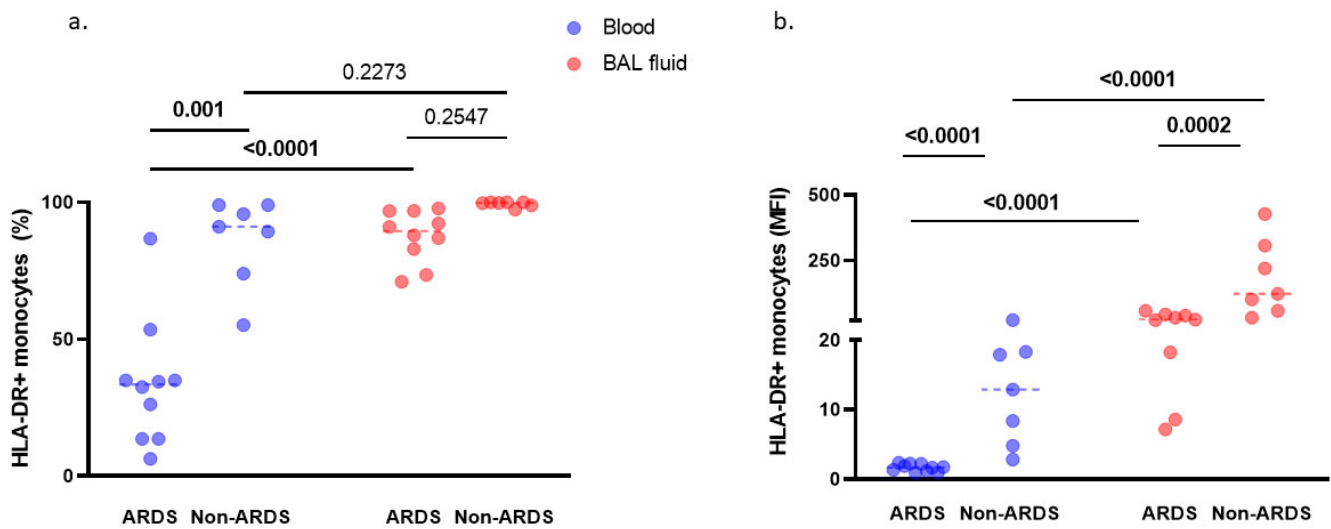 a.
Blood
BAL fluid
0.2273
0.001
0.2547
<0.0001
HLA-DR+ monocytes (%)
100
50
0
ARDS Non-ARDS ARDS Non-ARDS
b.
<0.0001
<0.0001
0.0002
<0.0001
HLA-DR+ monocytes (MFI)
500
250
20
10
0
ARDS Non-ARDS ARDS Non-ARDS